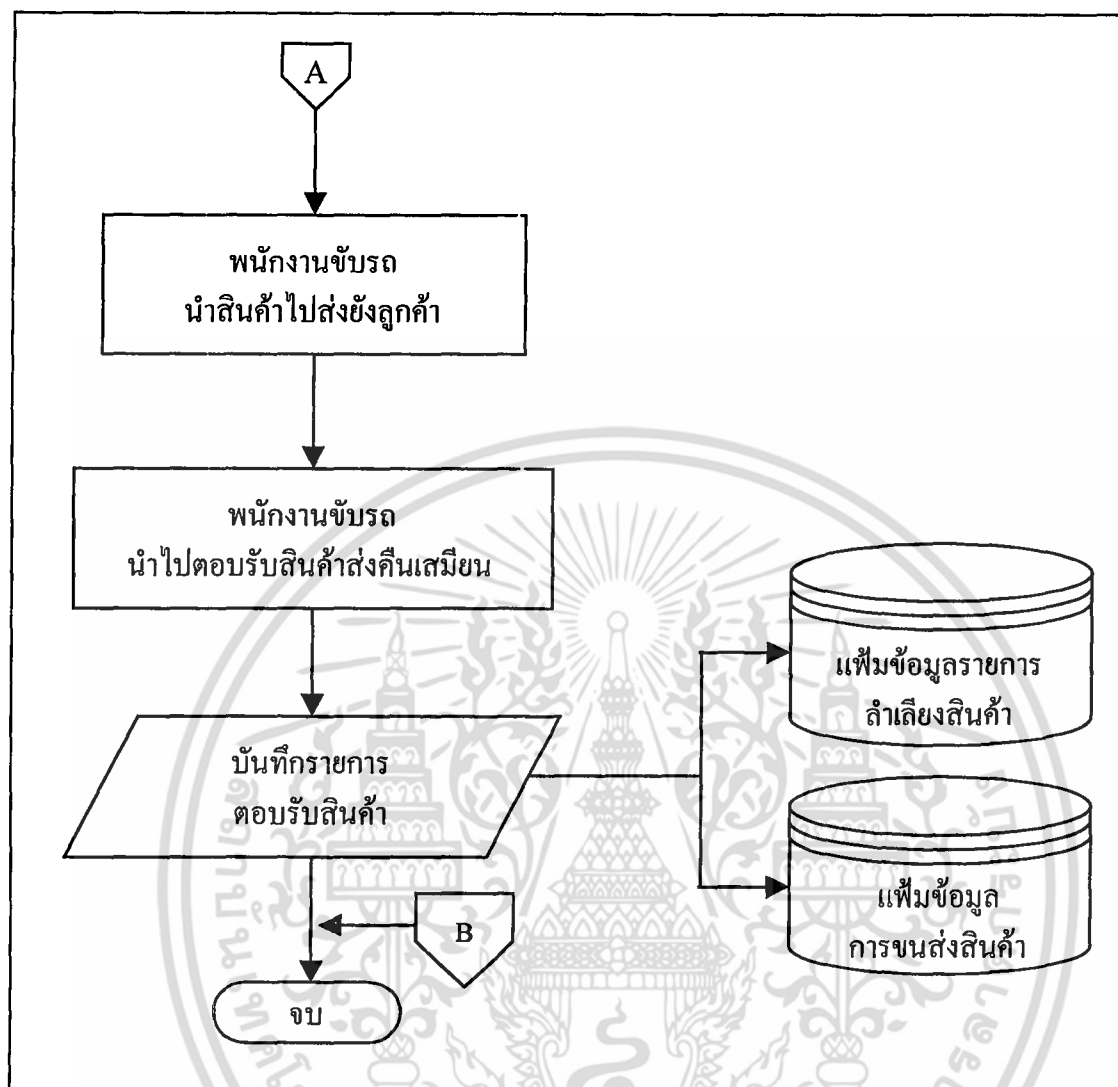 A
พนักงานขับรถ
นำสินค้าไปส่งยังลูกค้า
พนักงานขับรถ
นำไปตอบรับสินค้าส่งคืนเสมียน
บันทึกรายการ
ตอบรับสินค้า
แฟ้มข้อมูลรายการ
ลำเลียงสินค้า
แฟ้มข้อมูล
การขนส่งสินค้า
B
จบ